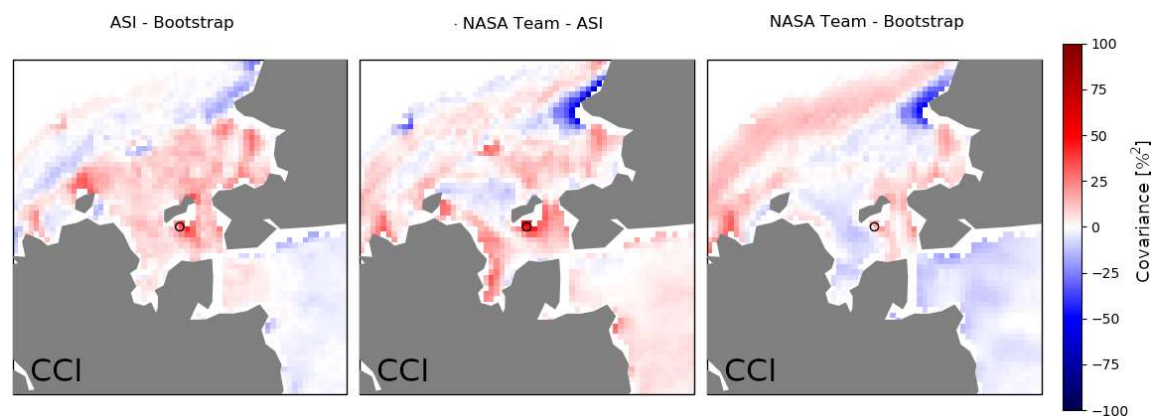 ASI - Bootstrap
· NASA Team - ASI
NASA Team - Bootstrap
100
75
50
25
0
−25
−50
−75
−100
Covariance [%²]
CCI
CCI
CCI